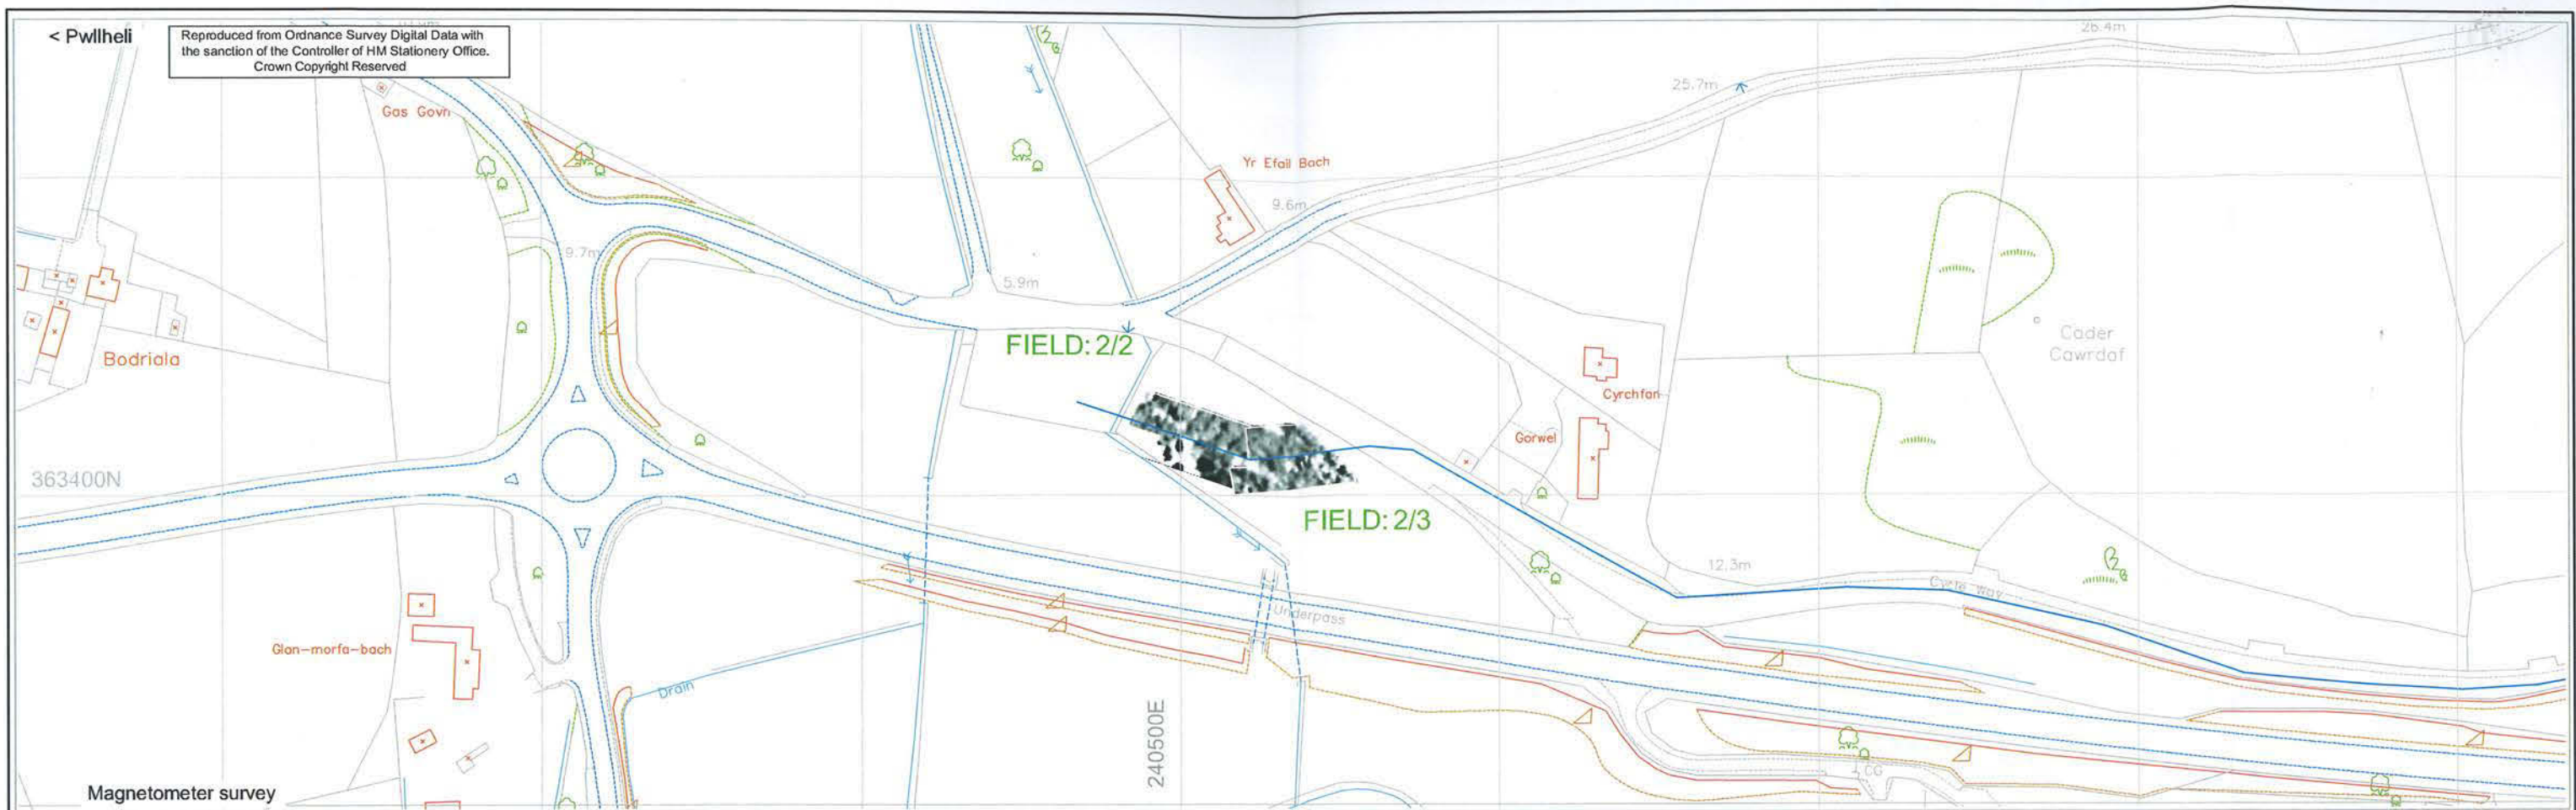 < Pwllheli
Reproduced from Ordnance Survey Digital Data with
the sanction of the Controller of HM Stationery Office.
Crown Copyright Reserved
26.4m
25.7m
Gas Govn
Yr Efail Bach
9.6m
9.7m
5.9m
Cader
Cawrdaf
FIELD: 2/2
Bodriala
Cyrchfan
Gorwel
363400N
FIELD: 2/3
12.3m
Cycle Way
Underpass
Glan-morfa-bach
Drain
240500E
CG
Magnetometer survey